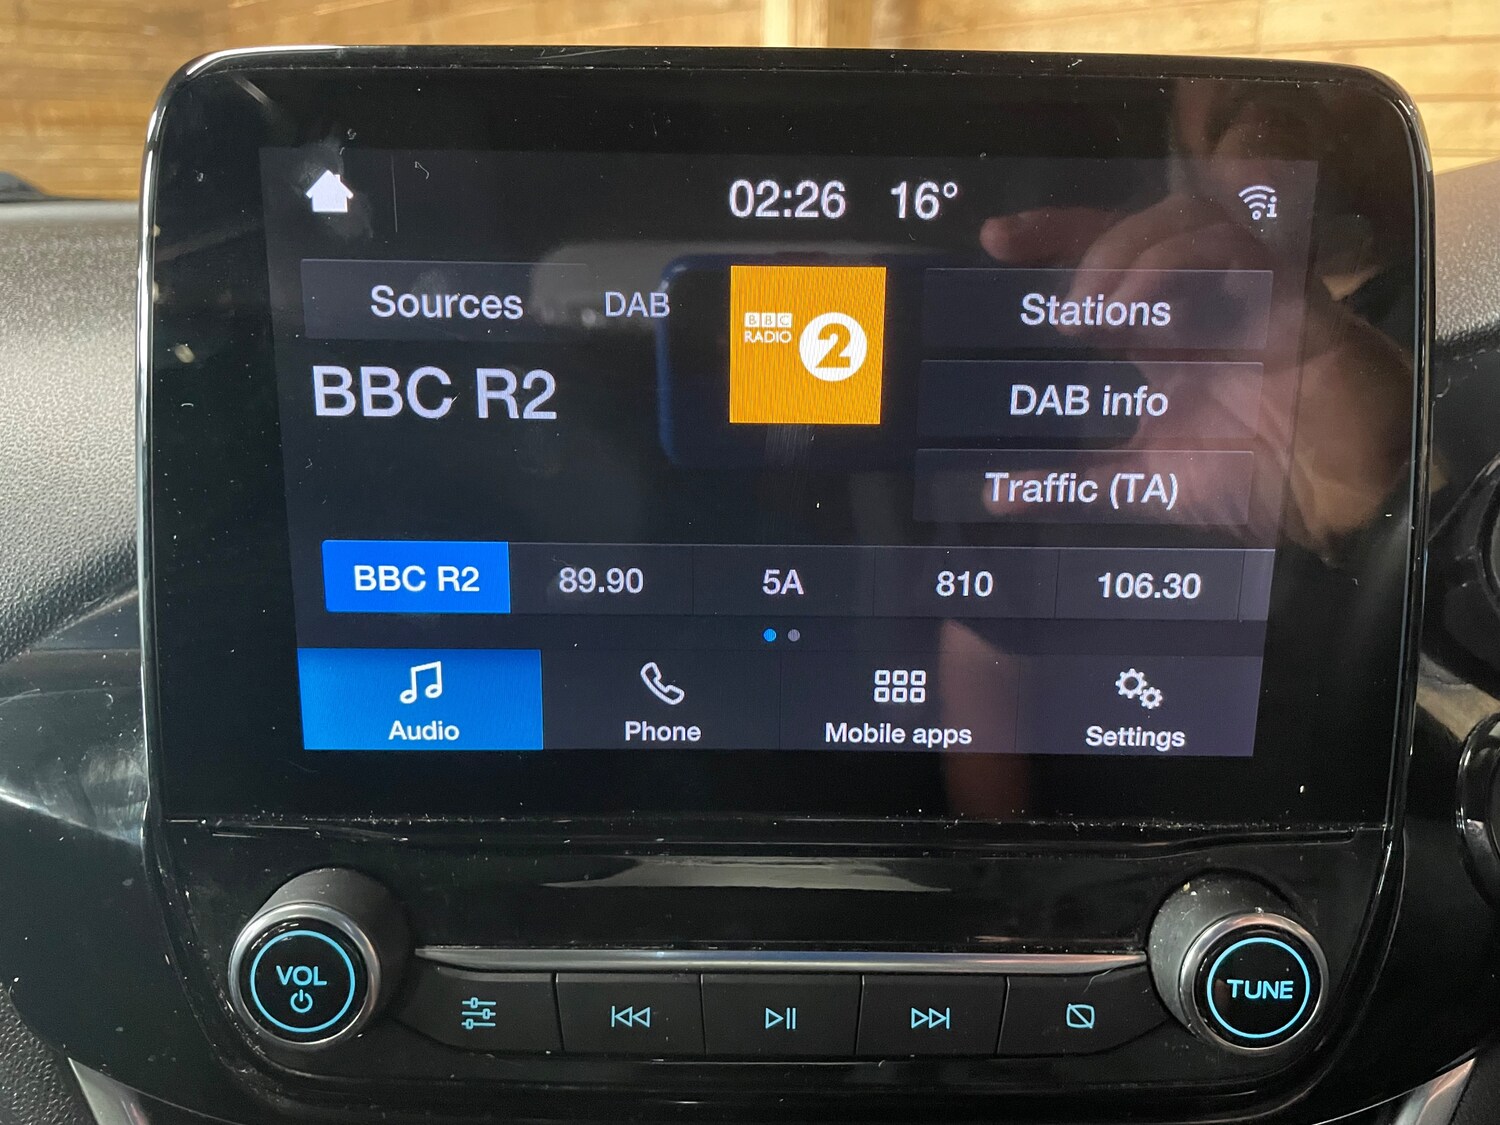 02:26 16°
Sources DAB
BBC
RADIO 2
Stations
BBC R2
DAB info
Traffic (TA)
BBC R2 89.90 5A 810 106.30
Audio Phone Mobile apps Settings
VOL
TUNE